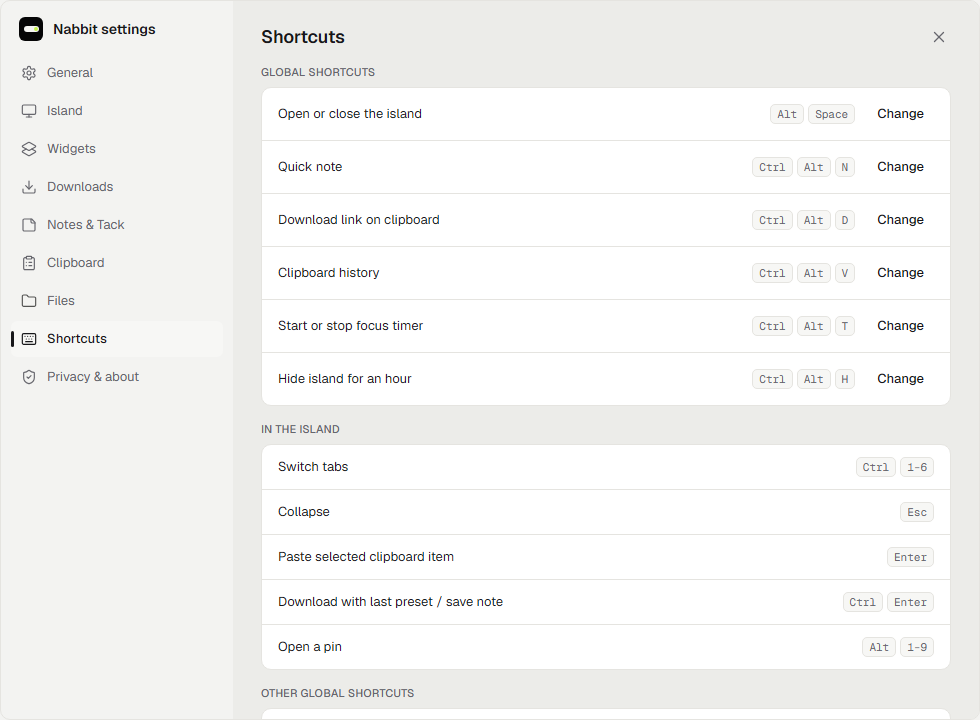 Nabbit settings
General
Island
Widgets
Downloads
Notes & Tack
Clipboard
Files
Shortcuts
Privacy & about
Shortcuts
GLOBAL SHORTCUTS
Open or close the island Alt Space Change
Quick note Ctrl Alt N Change
Download link on clipboard Ctrl Alt D Change
Clipboard history Ctrl Alt V Change
Start or stop focus timer Ctrl Alt T Change
Hide island for an hour Ctrl Alt H Change
IN THE ISLAND
Switch tabs Ctrl 1-6
Collapse Esc
Paste selected clipboard item Enter
Download with last preset / save note Ctrl Enter
Open a pin Alt 1-9
OTHER GLOBAL SHORTCUTS